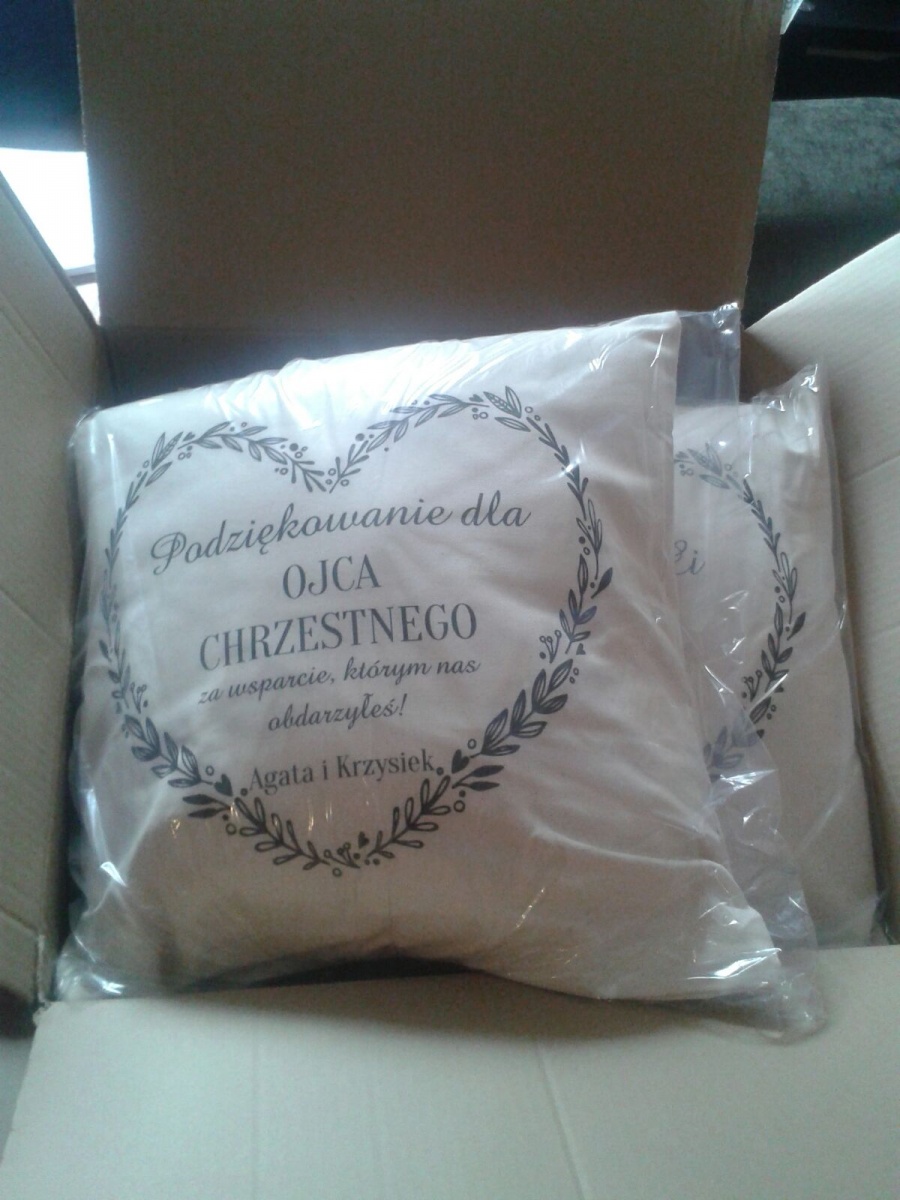 Podziękowanie dla
OJCA
CHRZESTNEGO
za wsparcie, którym nas
obdarzyłeś!
Agata i Krzysiek